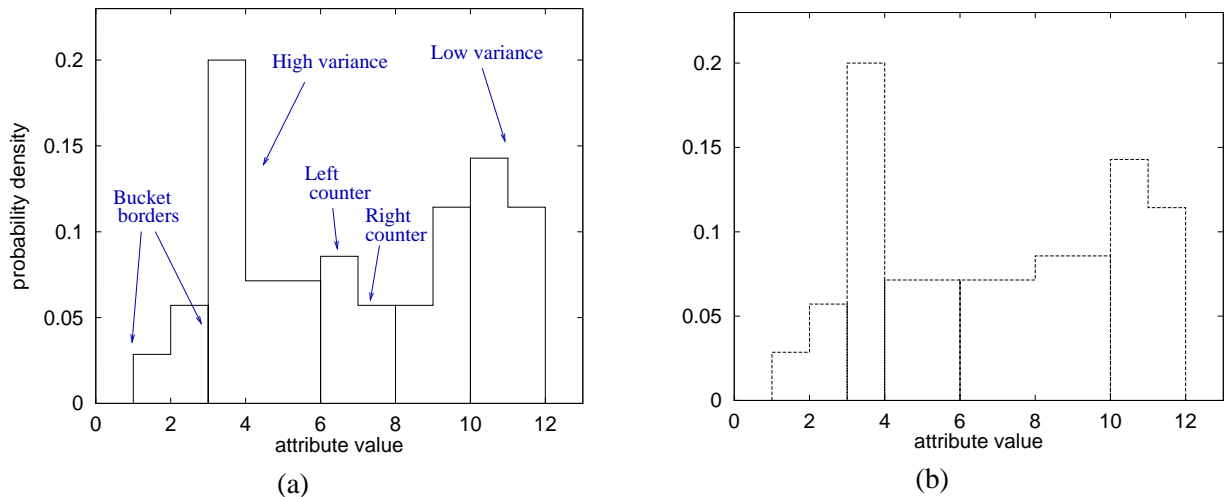 High variance
Low variance
Left
counter
Right
counter
Bucket
borders
probability density
0.2
0.15
0.1
0.05
0
0 2 4 6 8 10 12
attribute value
(a)
0.2
0.15
0.1
0.05
0
0 2 4 6 8 10 12
attribute value
(b)